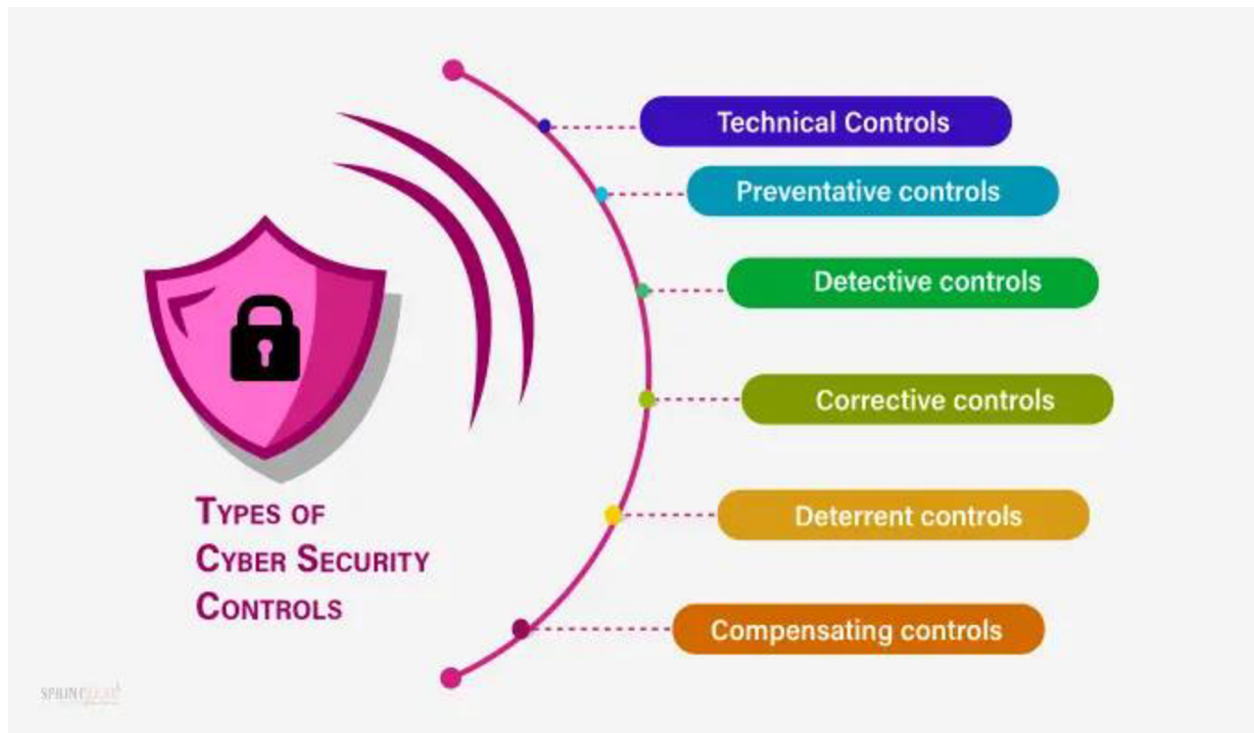 Technical Controls
Preventative controls
Detective controls
Corrective controls
Deterrent controls
Compensating controls
Types of
Cyber Security
Controls